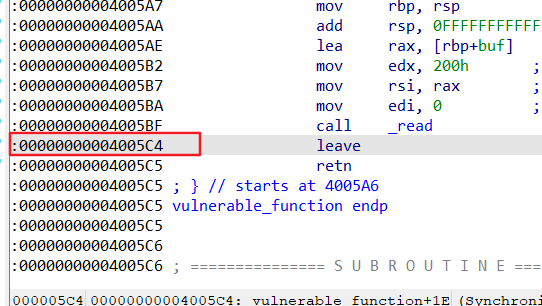 :00000000004005A7 mov rbp, rsp
:00000000004005AA add rsp, 0FFFFFFFFFFF
:00000000004005AE lea rax, [rbp+buf]
:00000000004005B2 mov edx, 200h ;
:00000000004005B7 mov rsi, rax ;
:00000000004005BA mov edi, 0 ;
:00000000004005BF call _read
:00000000004005C4 leave
:00000000004005C5 retn
:00000000004005C5 ; } // starts at 4005A6
:00000000004005C5 vulnerable_function endp
:00000000004005C5
:00000000004005C6
:00000000004005C6 ; =============== S U B R O U T I N E ===
000005C4 00000000004005C4: vulnerable_function+1E (Synchroni